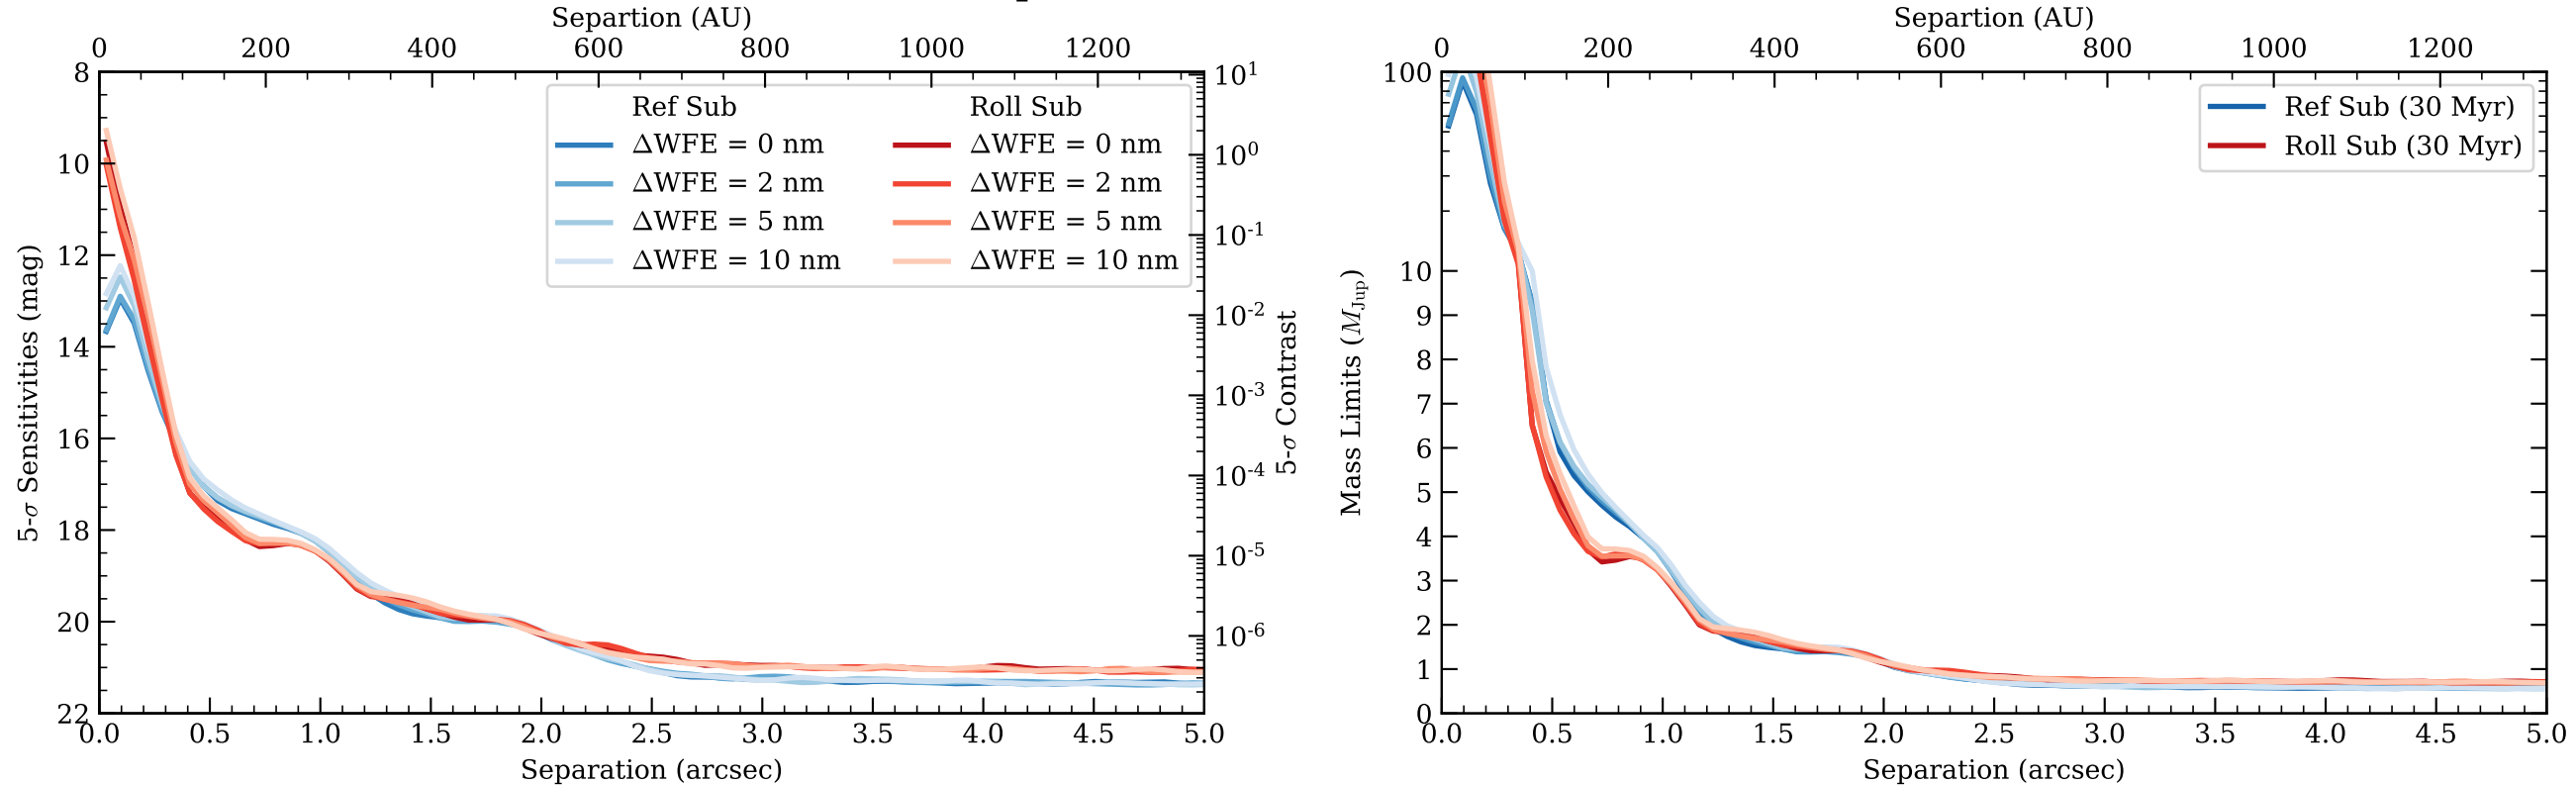 Separtion (AU)
0 200 400 600 800 1000 1200
8
10
12
14
16
18
20
22
5-σ Sensitivities (mag)
Ref Sub
ΔWFE = 0 nm
ΔWFE = 2 nm
ΔWFE = 5 nm
ΔWFE = 10 nm
Roll Sub
ΔWFE = 0 nm
ΔWFE = 2 nm
ΔWFE = 5 nm
ΔWFE = 10 nm
10^1
10^0
10^-1
10^-2
10^-3
10^-4
10^-5
10^-6
5-σ Contrast
0.0 0.5 1.0 1.5 2.0 2.5 3.0 3.5 4.0 4.5 5.0
Separation (arcsec)
Separtion (AU)
0 200 400 600 800 1000 1200
100
10
9
8
7
6
5
4
3
2
1
0
Mass Limits (M_Jup)
Ref Sub (30 Myr)
Roll Sub (30 Myr)
0.0 0.5 1.0 1.5 2.0 2.5 3.0 3.5 4.0 4.5 5.0
Separation (arcsec)